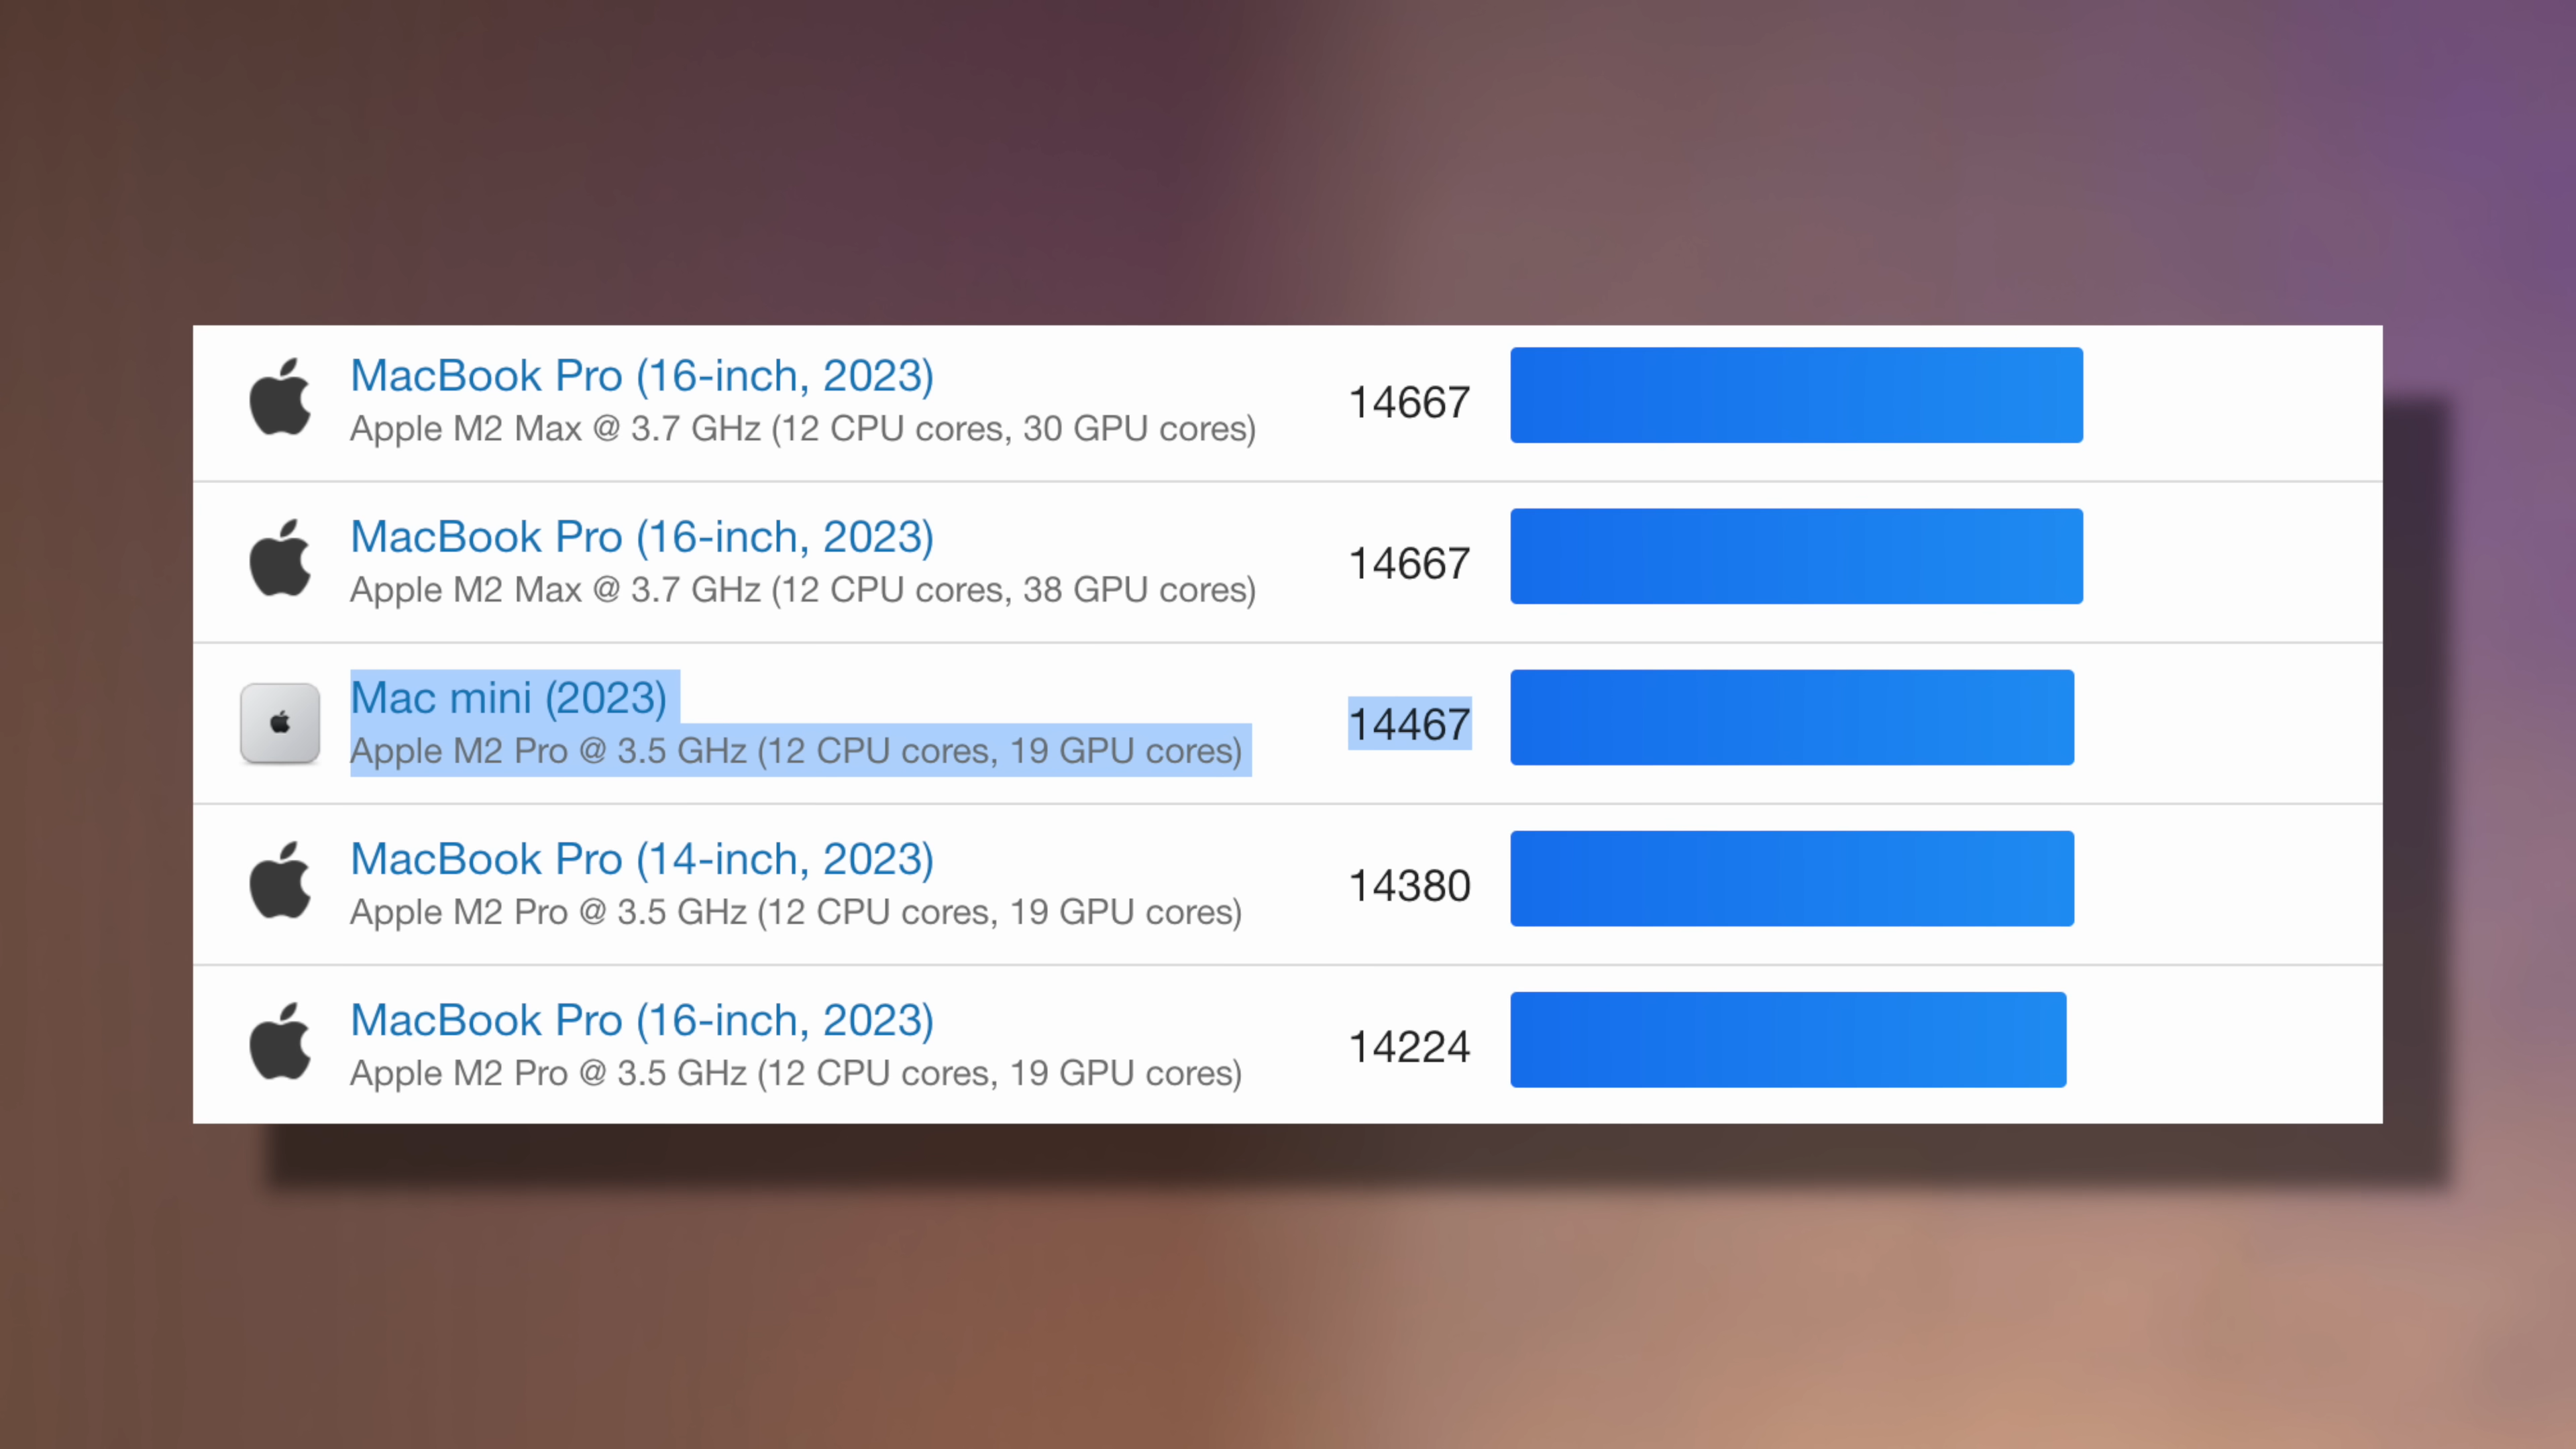 MacBook Pro (16-inch, 2023)
Apple M2 Max @ 3.7 GHz (12 CPU cores, 30 GPU cores)
14667
MacBook Pro (16-inch, 2023)
Apple M2 Max @ 3.7 GHz (12 CPU cores, 38 GPU cores)
14667
Mac mini (2023)
Apple M2 Pro @ 3.5 GHz (12 CPU cores, 19 GPU cores)
14467
MacBook Pro (14-inch, 2023)
Apple M2 Pro @ 3.5 GHz (12 CPU cores, 19 GPU cores)
14380
MacBook Pro (16-inch, 2023)
Apple M2 Pro @ 3.5 GHz (12 CPU cores, 19 GPU cores)
14224